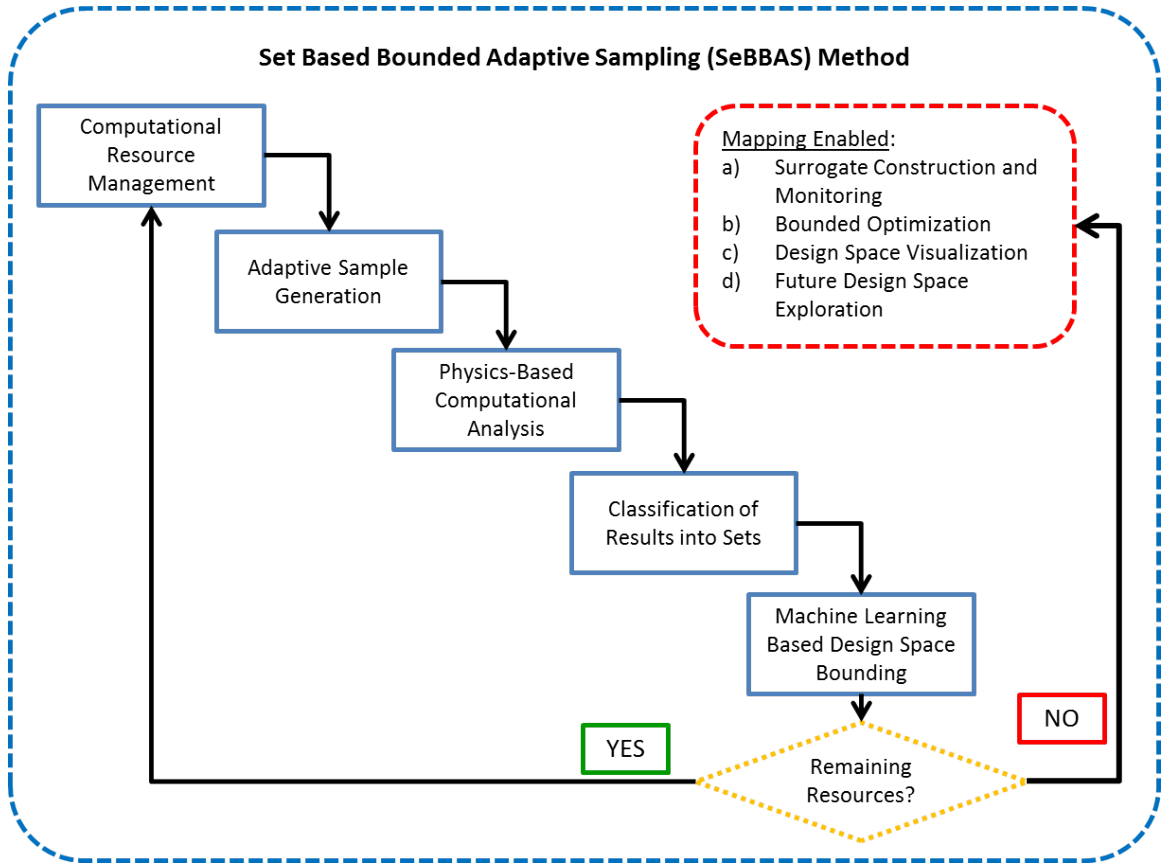 Set Based Bounded Adaptive Sampling (SeBBAS) Method
Computational
Resource
Management
Mapping Enabled:
a) Surrogate Construction and
Monitoring
b) Bounded Optimization
c) Design Space Visualization
d) Future Design Space
Exploration
Adaptive Sample
Generation
Physics-Based
Computational
Analysis
Classification of
Results into Sets
Machine Learning
Based Design Space
Bounding
YES
NO
Remaining
Resources?